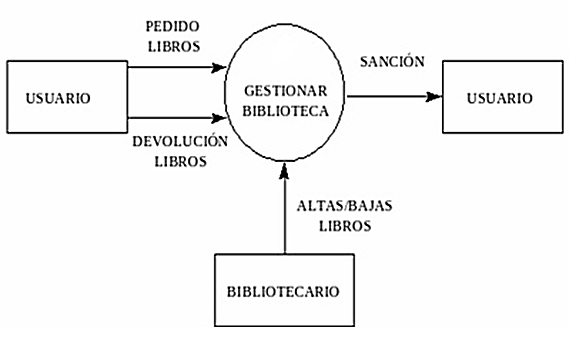 PEDIDO
LIBROS
USUARIO
DEVOLUCIÓN
LIBROS
GESTIONAR
BIBLIOTECA
SANCIÓN
USUARIO
ALTAS/BAJAS
LIBROS
BIBLIOTECARIO